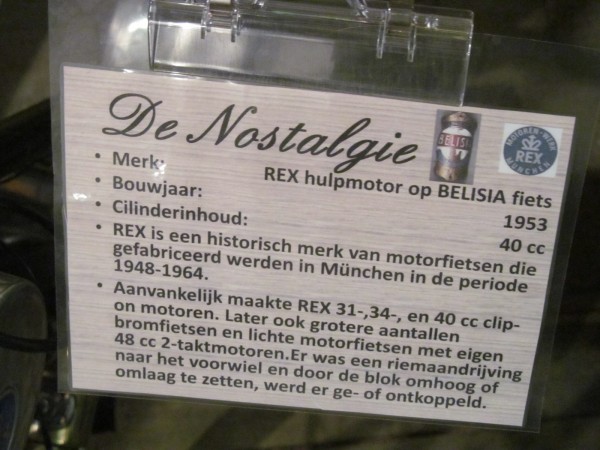 De Nostalgie
BELISIA
MOTOREN-WERK
REX
MÜNCHEN
• Merk: REX hulpmotor op BELISIA fiets
• Bouwjaar: 1953
• Cilinderinhoud: 40 cc
• REX is een historisch merk van motorfietsen die
gefabriceerd werden in München in de periode
1948-1964.
• Aanvankelijk maakte REX 31-,34-, en 40 cc clip-
on motoren. Later ook grotere aantallen
bromfietsen en lichte motorfietsen met eigen
48 cc 2-taktmotoren.Er was een riemaandrijving
naar het voorwiel en door de blok omhoog of
omlaag te zetten, werd er ge- of ontkoppeld.